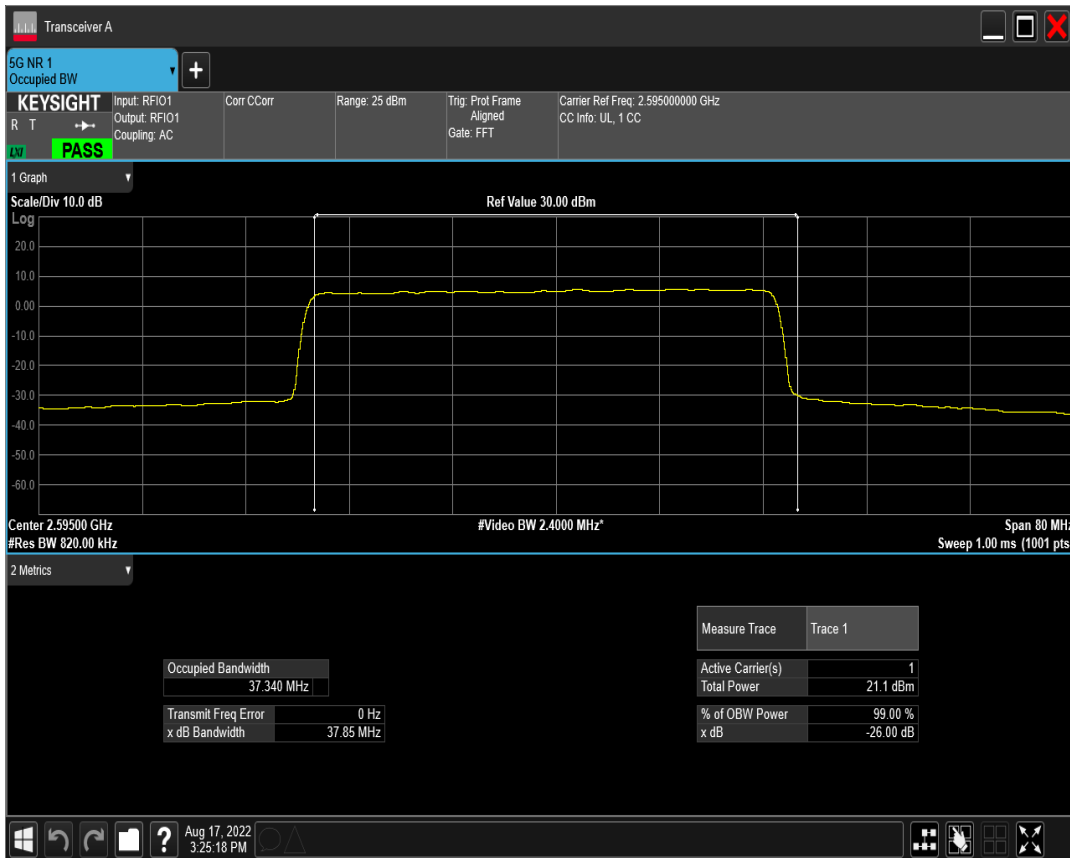 Transceiver A
5G NR 1
Occupied BW
+
KEYSIGHT
R T
LXI
PASS
Input: RFIO1
Output: RFIO1
Coupling: AC
Corr CCorr
Range: 25 dBm
Trig: Prot Frame
Aligned
Gate: FFT
Carrier Ref Freq: 2.595000000 GHz
CC Info: UL, 1 CC
1 Graph
Scale/Div 10.0 dB
Ref Value 30.00 dBm
Log
20.0
10.0
0.00
-10.0
-20.0
-30.0
-40.0
-50.0
-60.0
Center 2.59500 GHz
#Video BW 2.4000 MHz*
Span 80 MHz
#Res BW 820.00 kHz
Sweep 1.00 ms (1001 pts
2 Metrics
Measure Trace Trace 1
Occupied Bandwidth
37.340 MHz
Active Carrier(s) 1
Total Power 21.1 dBm
Transmit Freq Error 0 Hz
x dB Bandwidth 37.85 MHz
% of OBW Power 99.00 %
x dB -26.00 dB
?
Aug 17, 2022
3:25:18 PM